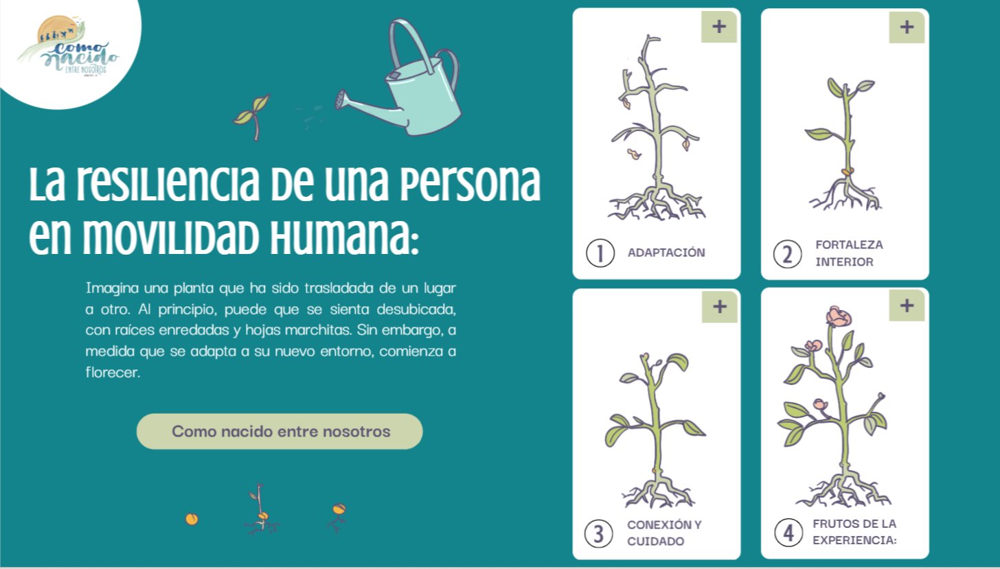 como
nacido
ENTRE NOSOTROS
La resiliencia de una persona
en movilidad humana:
Imagina una planta que ha sido trasladada de un lugar
a otro. Al principio, puede que se sienta desubicada,
con raíces enredadas y hojas marchitas. Sin embargo, a
medida que se adapta a su nuevo entorno, comienza a
florecer.
Como nacido entre nosotros
+
1 ADAPTACIÓN
+
2 FORTALEZA
INTERIOR
+
3 CONEXIÓN Y
CUIDADO
+
4 FRUTOS DE LA
EXPERIENCIA: